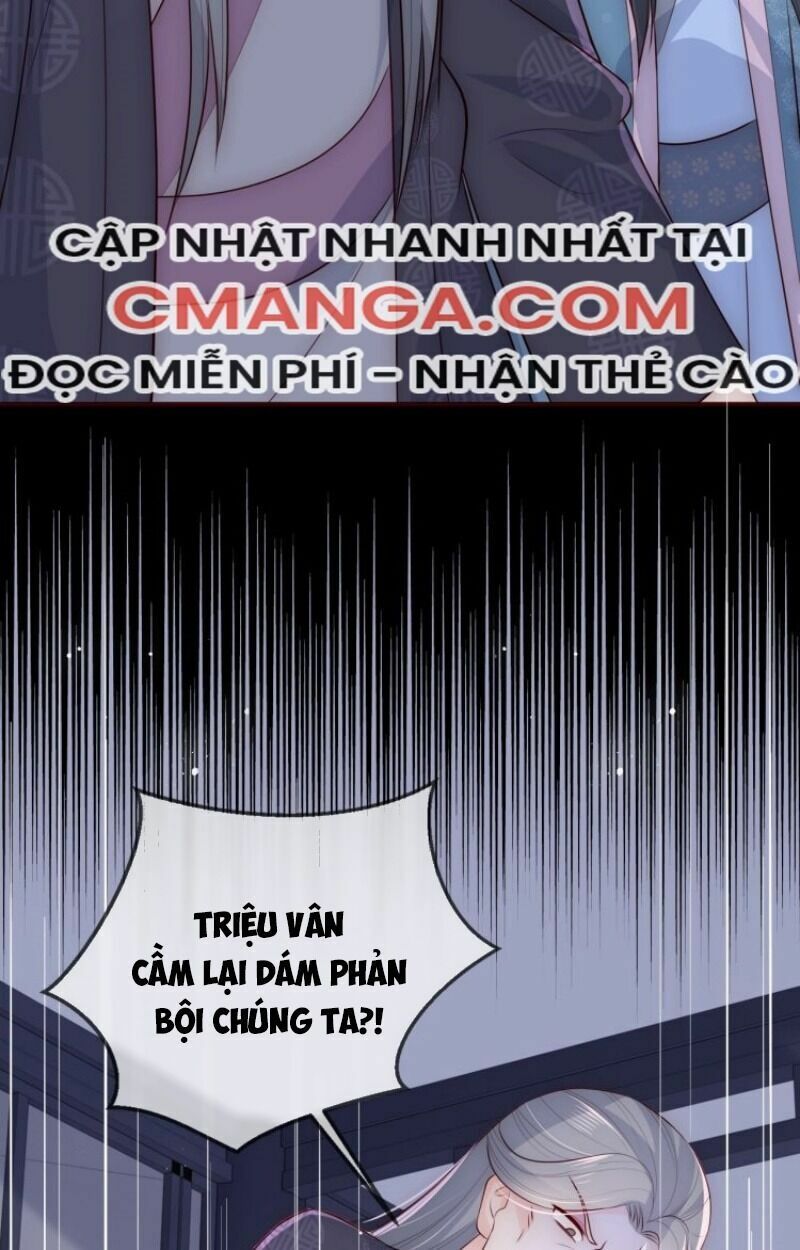 CẬP NHẬT NHANH NHẤT TẠI
CMANGA.COM
ĐỌC MIỄN PHÍ - NHẬN THẺ CÀO
TRIỆU VÂN
CẦM LẠI DÁM PHẢN
BỘI CHÚNG TA?!